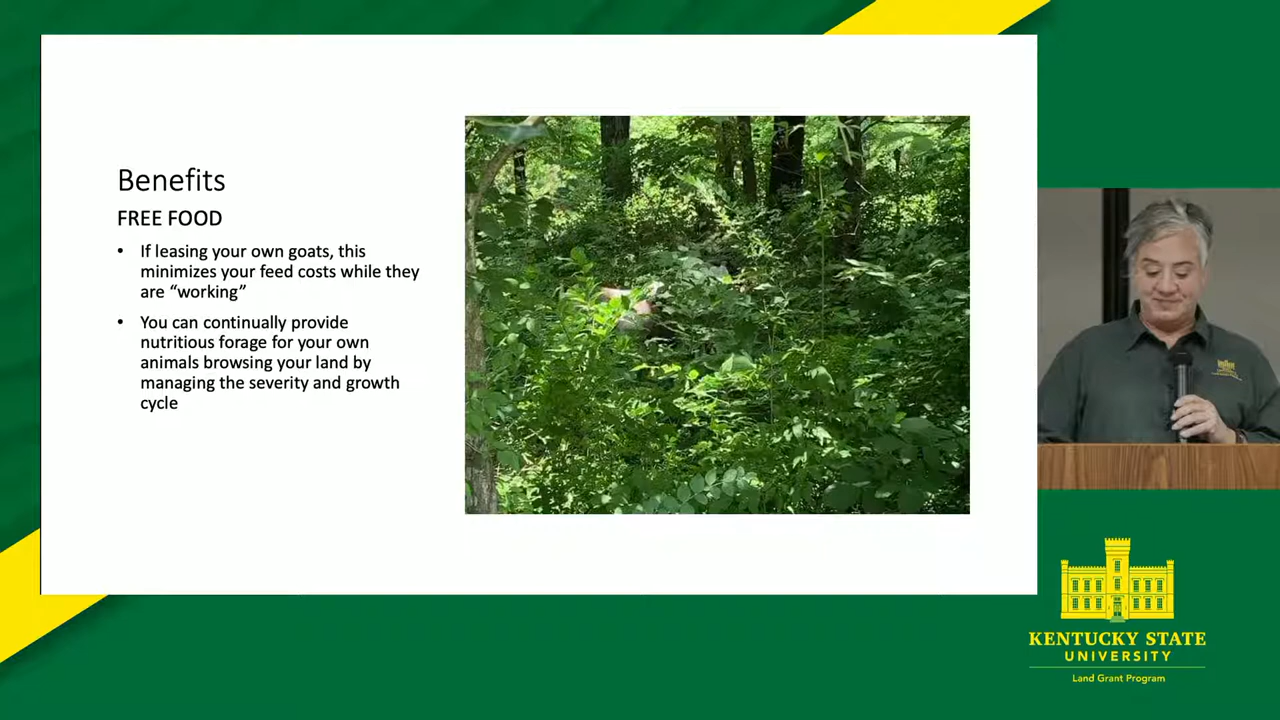 Benefits
FREE FOOD
• If leasing your own goats, this
minimizes your feed costs while they
are “working”
• You can continually provide
nutritious forage for your own
animals browsing your land by
managing the severity and growth
cycle
KENTUCKY STATE
UNIVERSITY
Land Grant Program